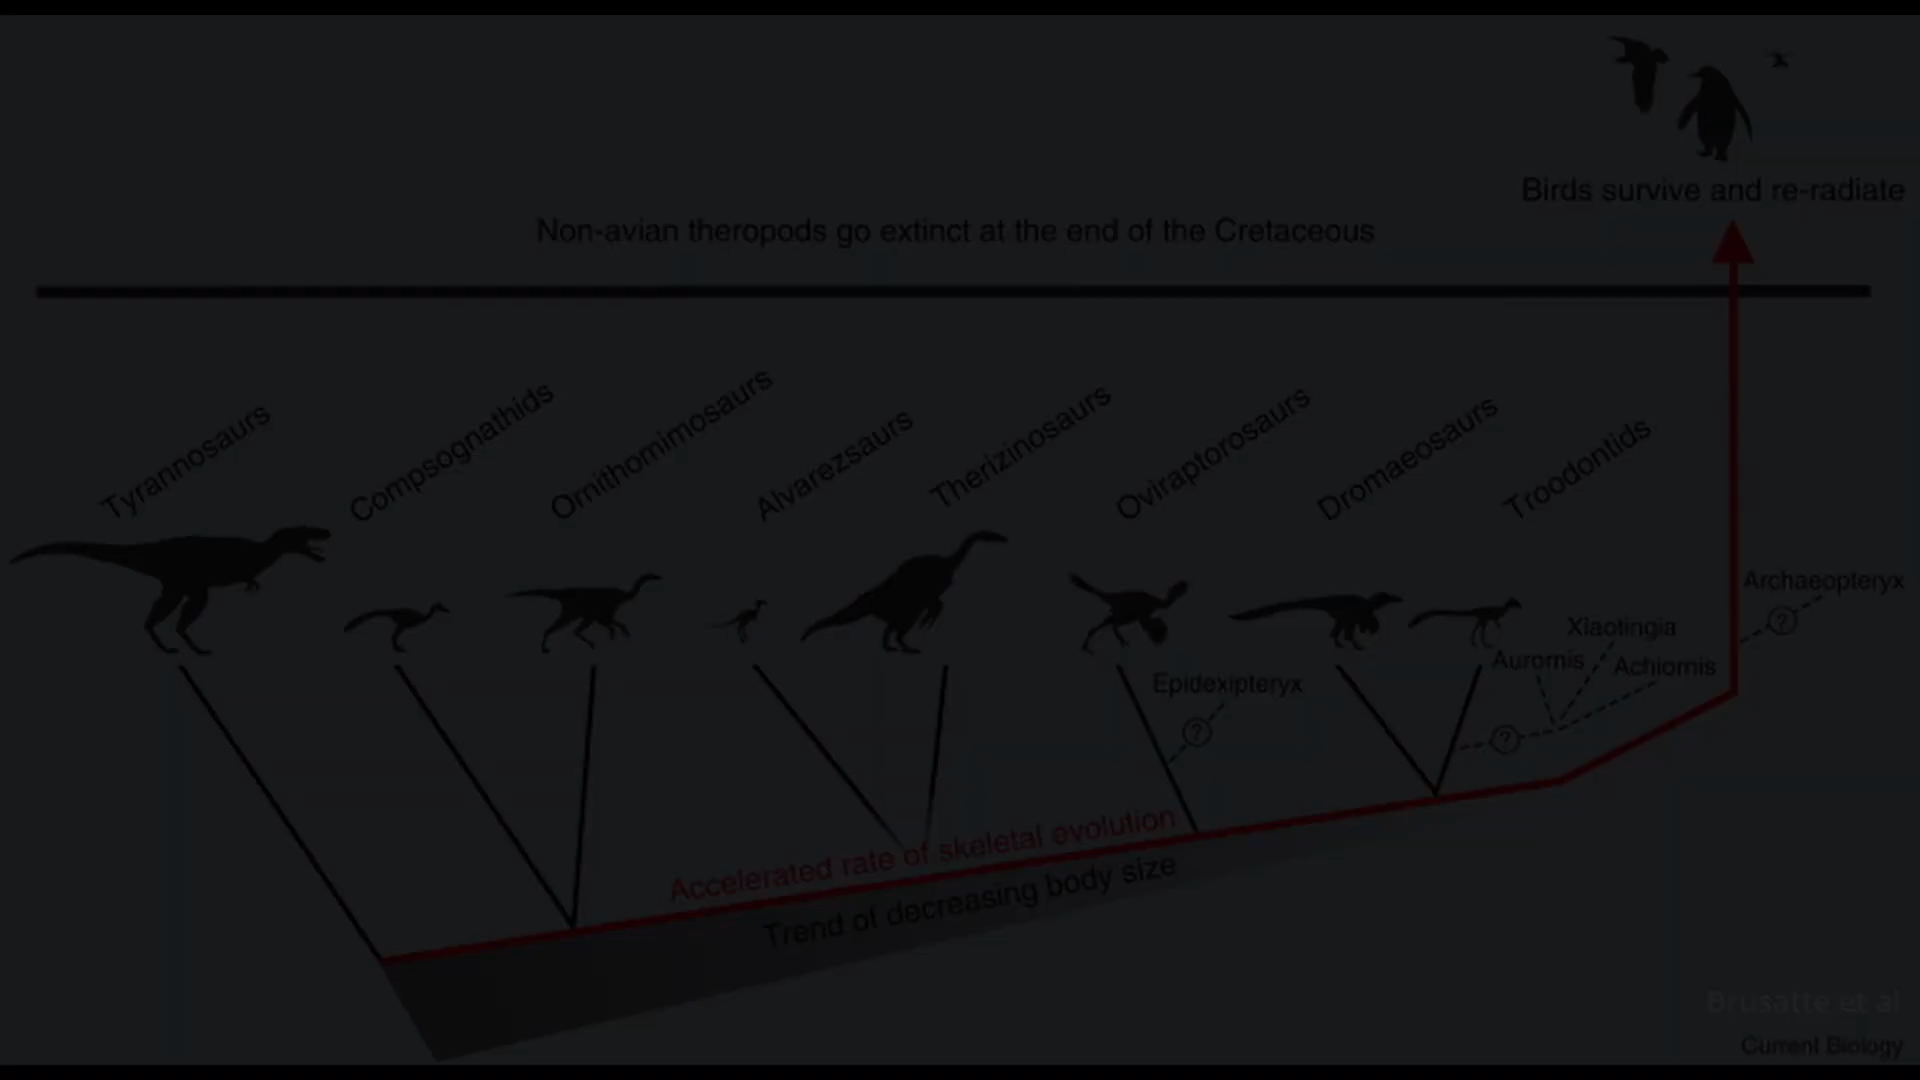 Birds survive and re-radiate
Non-avian theropods go extinct at the end of the Cretaceous
Tyrannosaurs
Compsognathids
Ornithomimosaurs
Alvarezsaurs
Therizinosaurs
Oviraptorosaurs
Dromaeosaurs
Troodontids
Archaeopteryx
?
Xiaotingia
Aurornis
Achiornis
Epidexipteryx
?
?
Accelerated rate of skeletal evolution
Trend of decreasing body size
Brusatte et al
Current Biology